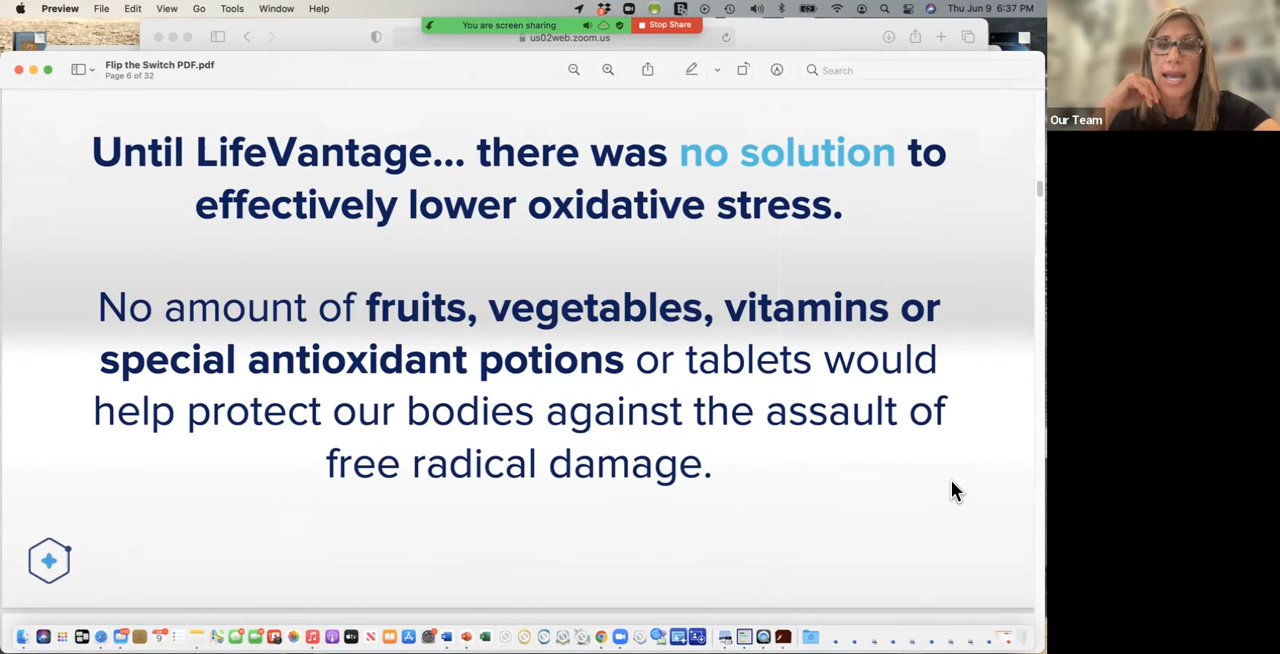 Preview File Edit View Go Tools Window Help
Thu Jun 9 6:37 PM
You are screen sharing
Stop Share
us02web.zoom.us
Flip the Switch PDF.pdf
Page 6 of 32
Search
Our Team
Until LifeVantage... there was no solution to
effectively lower oxidative stress.
No amount of fruits, vegetables, vitamins or
special antioxidant potions or tablets would
help protect our bodies against the assault of
free radical damage.